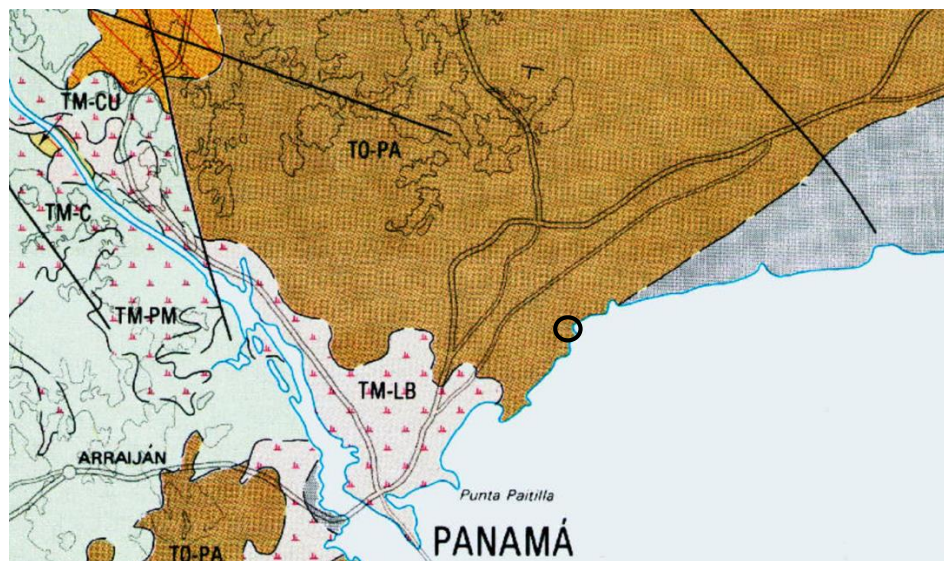 TM-CU
TO-PA
TM-C
TM-PM
TM-LB
ARRAIJÁN
Punta Paitilla
PANAMÁ
TO-PA